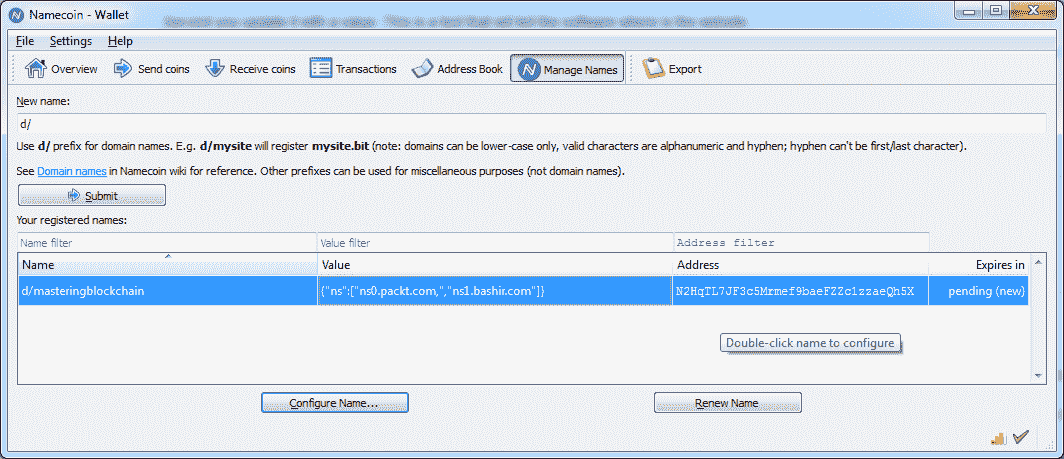 Namecoin - Wallet
File Settings Help
Overview Send coins Receive coins Transactions Address Book Manage Names Export
New name:
d/
Use d/ prefix for domain names. E.g. d/mysite will register mysite.bit (note: domains can be lower-case only, valid characters are alphanumeric and hyphen; hyphen can't be first/last character).
See Domain names in Namecoin wiki for reference. Other prefixes can be used for miscellaneous purposes (not domain names).
Submit
Your registered names:
Name filter Value filter Address filter
Name Value Address Expires in
d/masteringblockchain {"ns":["ns0.packt.com,","ns1.bashir.com"]} N2HqTL7JF3c5Mrmef9baeFZZc1zzaeQh5X pending (new)
Double-click name to configure
Configure Name... Renew Name